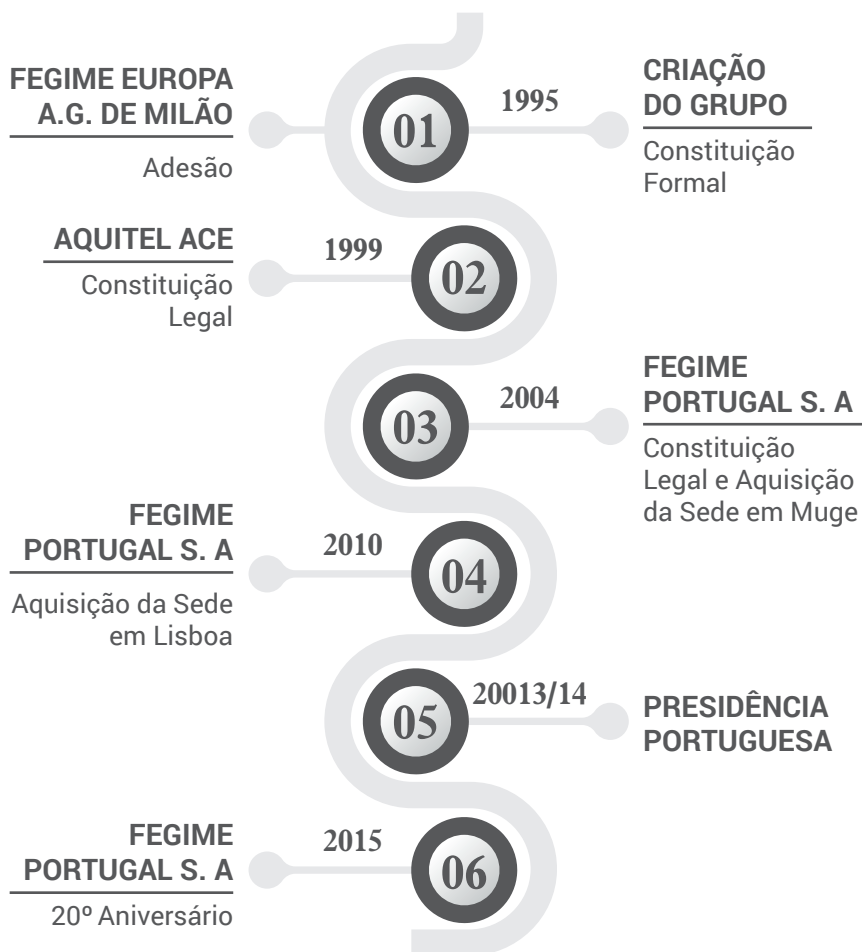 FEGIME EUROPA
A.G. DE MILÃO
Adesão
01
1995
CRIAÇÃO
DO GRUPO
Constituição
Formal
AQUITEL ACE
Constituição
Legal
1999
02
03
2004
FEGIME
PORTUGAL S. A
Constituição
Legal e Aquisição
da Sede em Muge
FEGIME
PORTUGAL S. A
Aquisição da Sede
em Lisboa
2010
04
05
20013/14
PRESIDÊNCIA
PORTUGUESA
FEGIME
PORTUGAL S. A
20º Aniversário
2015
06